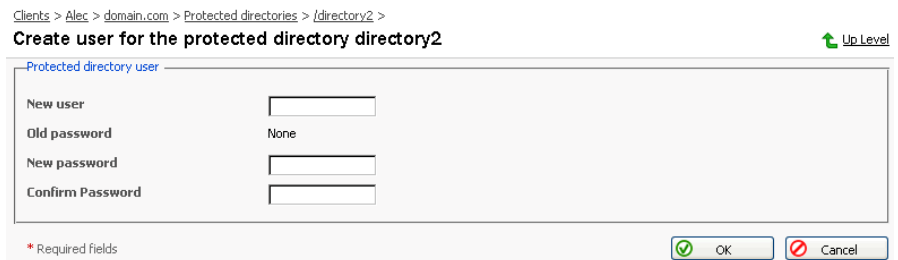 Clients > Alec > domain.com > Protected directories > /directory2 >
Create user for the protected directory directory2
Up Level
Protected directory user
New user
Old password None
New password
Confirm Password
* Required fields
OK
Cancel